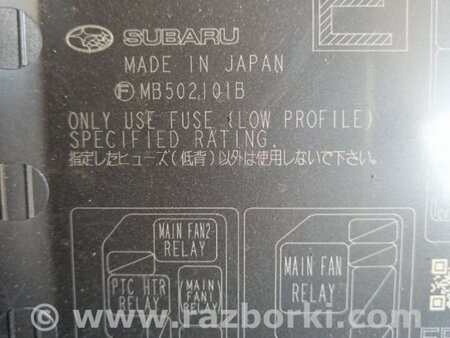 SUBARU
MADE IN JAPAN
F MB502101B
ONLY USE FUSE (LOW PROFILE)
SPECIFIED RATING.
指定したヒューズ(低背)以外は使用しないで下さい。
MAIN FAN2
RELAY
MAIN FAN
RELAY
PTC HTR
RELAY
(MAIN
FAN)
RELAY
www.razborki.com